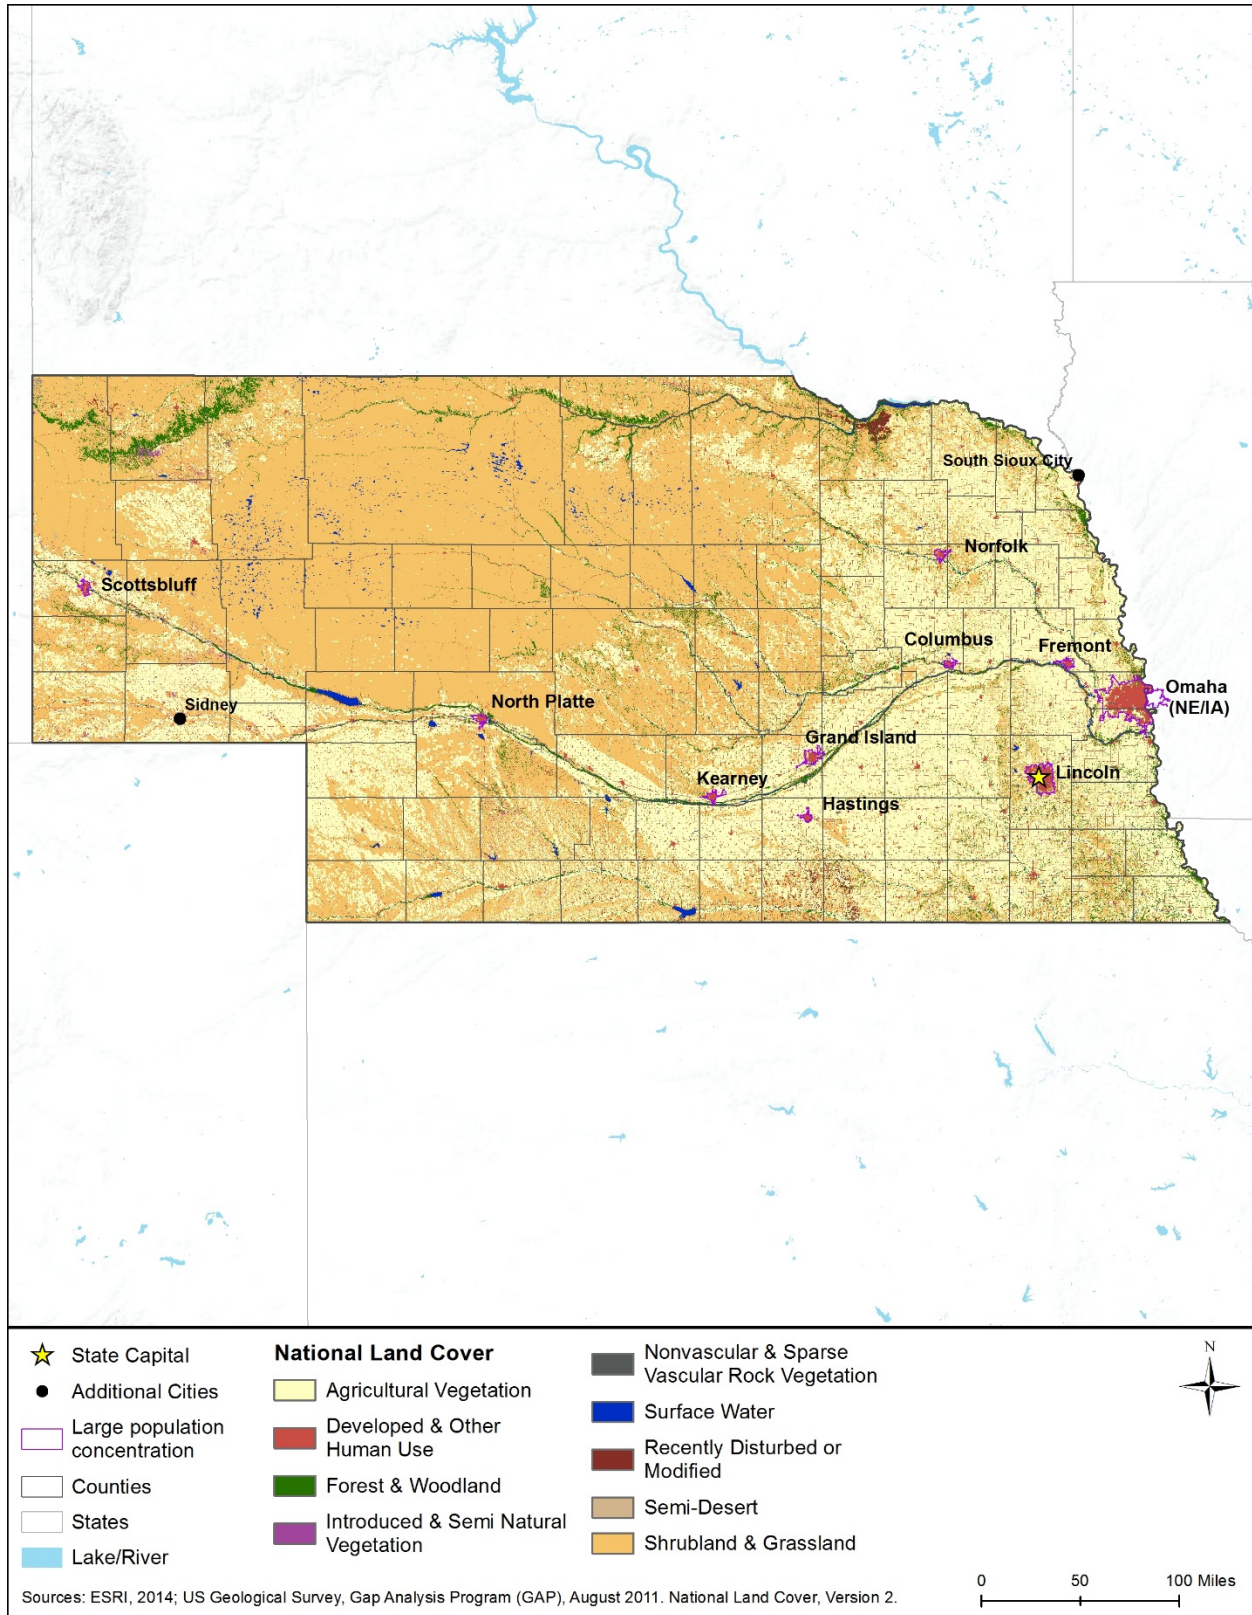 South Sioux City
Norfolk
Scottsbluff
Columbus
Fremont
Omaha
(NE/IA)
Sidney
North Platte
Grand Island
Lincoln
Kearney
Hastings
State Capital
Additional Cities
Large population
concentration
Counties
States
Lake/River
National Land Cover
Agricultural Vegetation
Developed & Other
Human Use
Forest & Woodland
Introduced & Semi Natural
Vegetation
Nonvascular & Sparse
Vascular Rock Vegetation
Surface Water
Recently Disturbed or
Modified
Semi-Desert
Shrubland & Grassland
N
0 50 100 Miles
Sources: ESRI, 2014; US Geological Survey, Gap Analysis Program (GAP), August 2011. National Land Cover, Version 2.